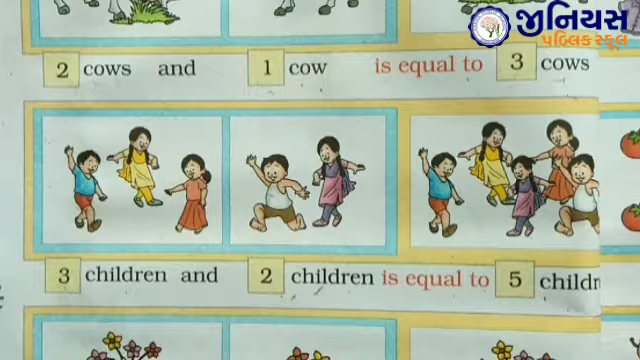 જીનિયસ
પબ્લિક સ્કૂલ
2 cows and 1 cow is equal to 3 cows
3 children and 2 children is equal to 5 childr